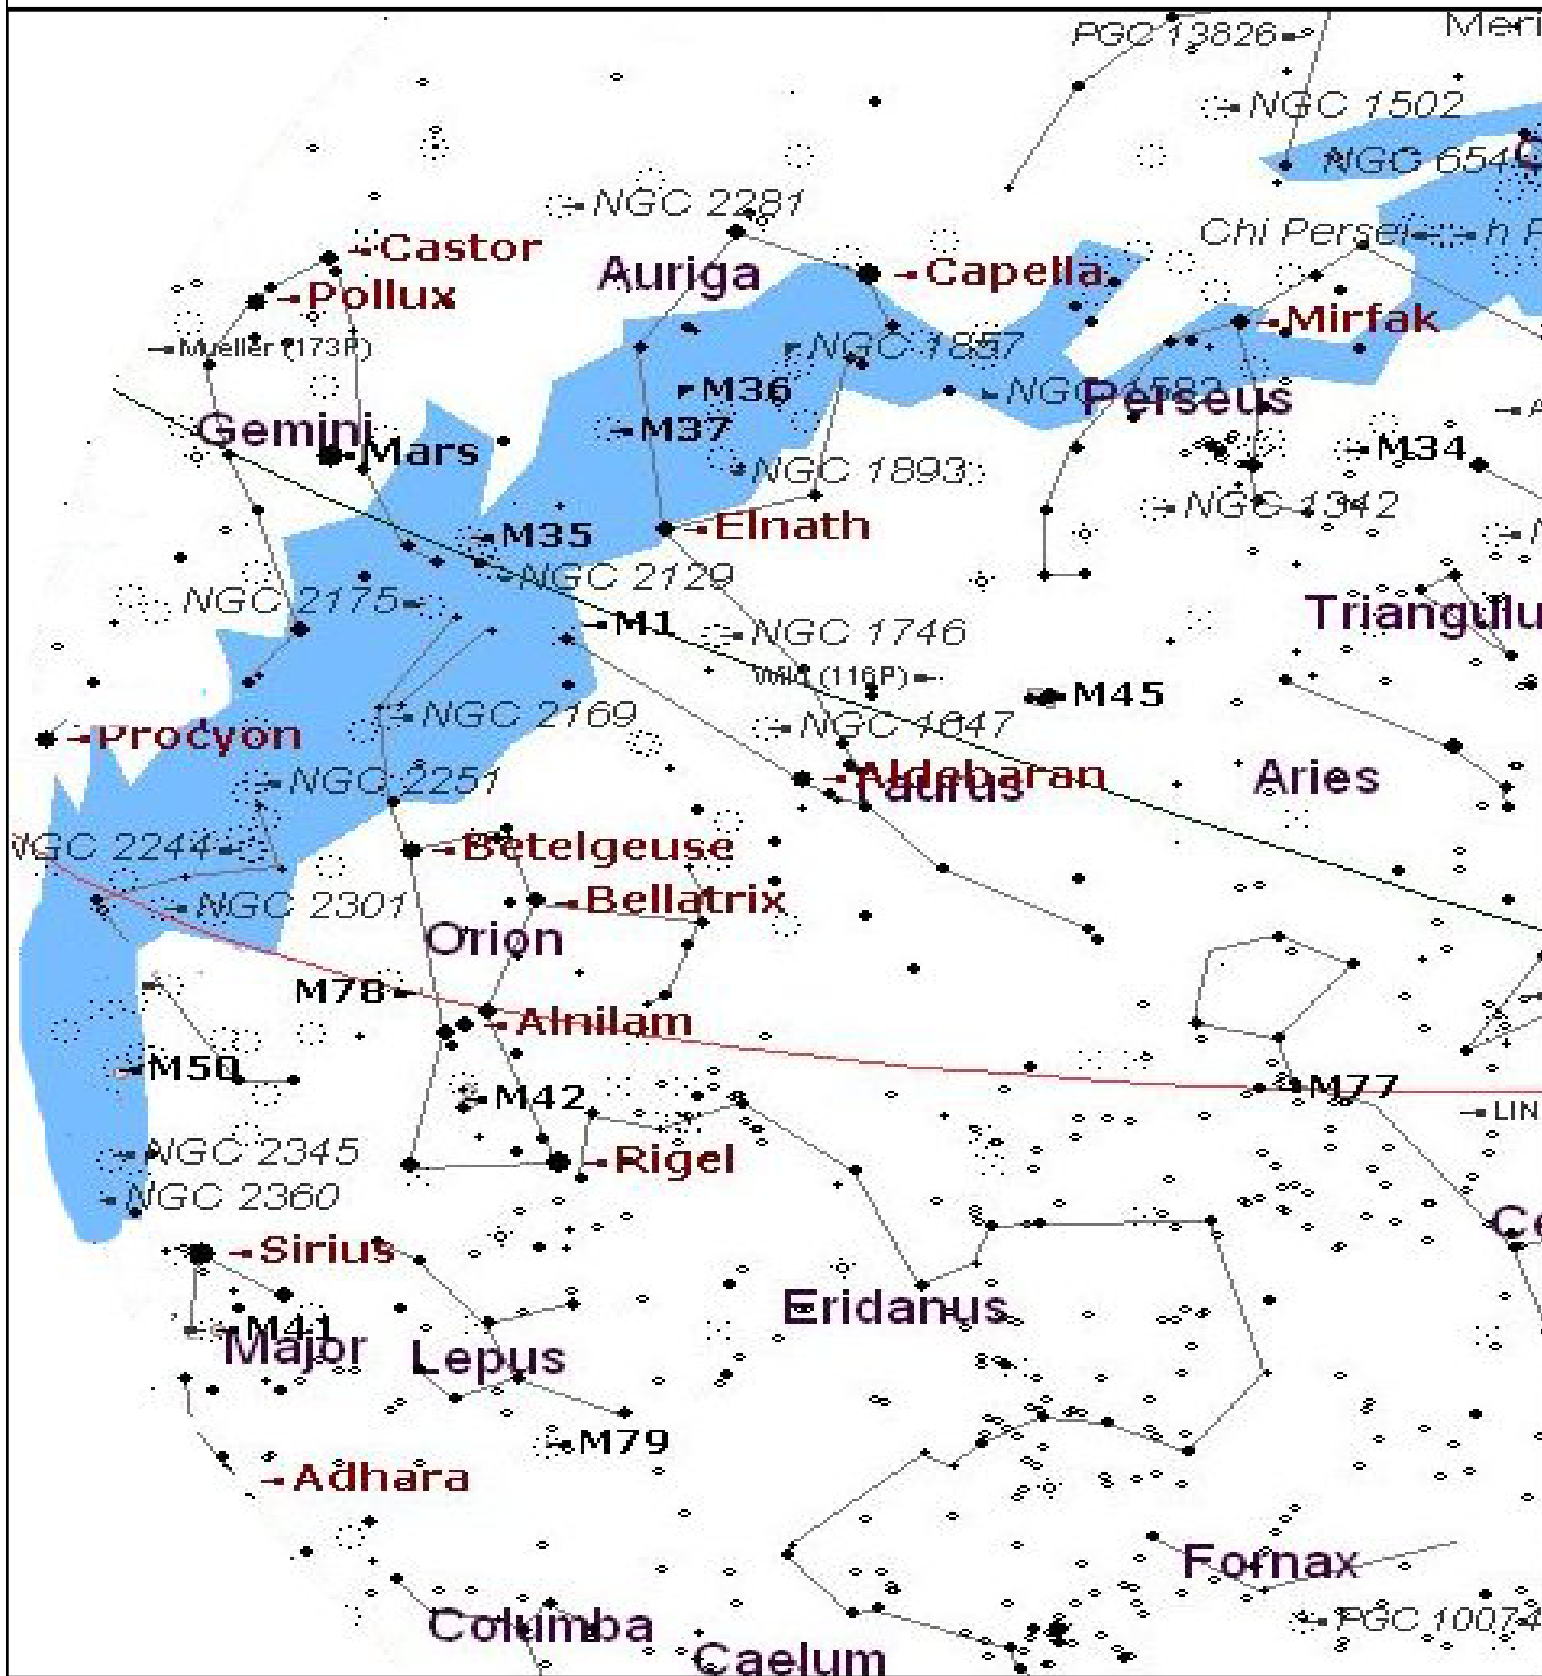 PGC 13826
NGC 1502
NGC 2281
Castor
Auriga
Capella
Chi Persei
Pollux
Mirfak
Mueller (173P)
NGC 1857
M36
Perseus
M37
Gemini
Mars
M34
NGC 1893
NGC 1342
Elnath
M35
NGC 2129
NGC 2175
Triangulu
M1
NGC 1746
Wild (116P)
M45
NGC 2169
NGC 1647
Procyon
NGC 2251
Aldebaran
Taurus
Aries
NGC 2244
Betelgeuse
NGC 2301
Bellatrix
Orion
M78
Alnilam
M50
M42
M77
LIN
NGC 2345
Rigel
NGC 2360
Sirius
Eridanus
M41
Major
Lepus
M79
Adhara
Fornax
Columba
PGC 10074
Caelum